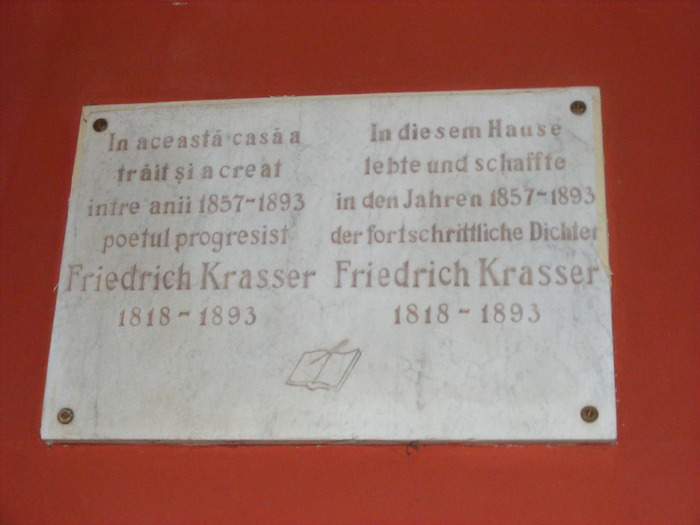 In această casă a
trăit și a creat
între anii 1857-1893
poetul progresist
Friedrich Krasser
1818 - 1893
In diesem Hause
lebte und schaffte
in den Jahren 1857-1893
der fortschrittliche Dichter
Friedrich Krasser
1818 - 1893